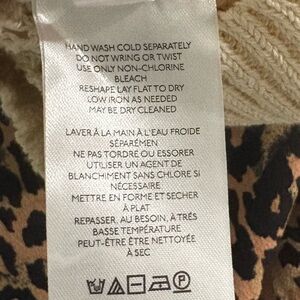 HAND WASH COLD SEPARATELY
DO NOT WRING OR TWIST
USE ONLY NON-CHLORINE
BLEACH
RESHAPE LAY FLAT TO DRY
LOW IRON AS NEEDED
MAY BE DRY CLEANED
LAVER À LA MAIN À L'EAU FROIDE
SÉPARÉMEN
NE PAS TORDRE OU ESSORER
UTILISER UN AGENT DE
BLANCHIMENT SANS CHLORE SI
NÉCESSAIRE
METTRE EN FORME ET SECHER
À PLAT
REPASSER, AU BESOIN, À TRÉS
BASSE TEMPÉRATURE
PEUT-ÊTRE ÊTRE NETTOYÉE
À SEC
P